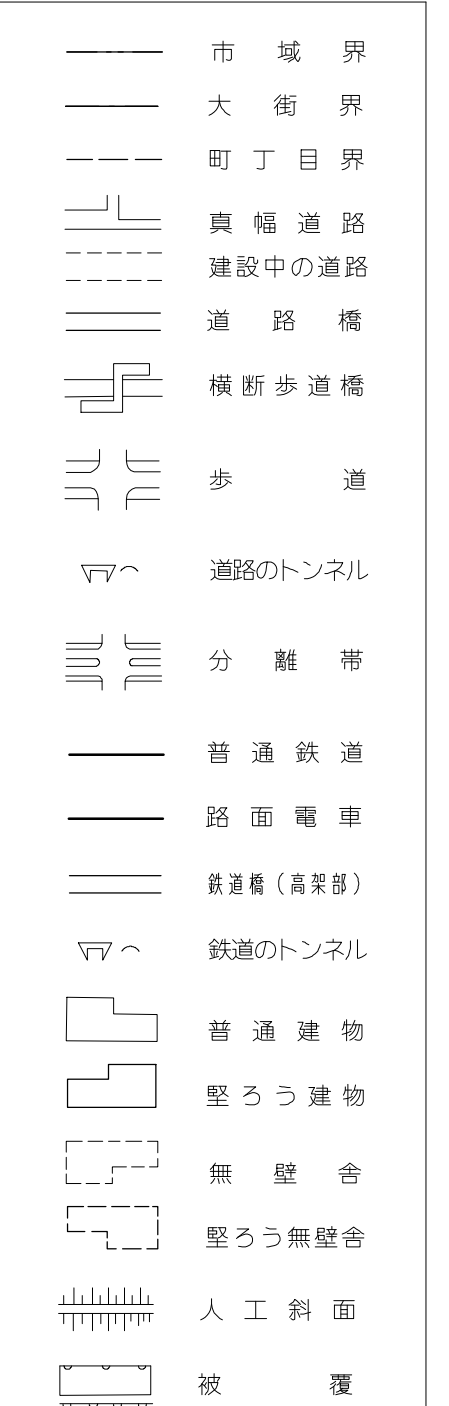 市域界
大街界
町丁目界
真幅道路
建設中の道路
道路橋
横断歩道橋
歩道
道路のトンネル
分離帯
普通鉄道
路面電車
鉄道橋(高架部)
鉄道のトンネル
普通建物
堅ろう建物
無壁舎
堅ろう無壁舎
人工斜面
被覆